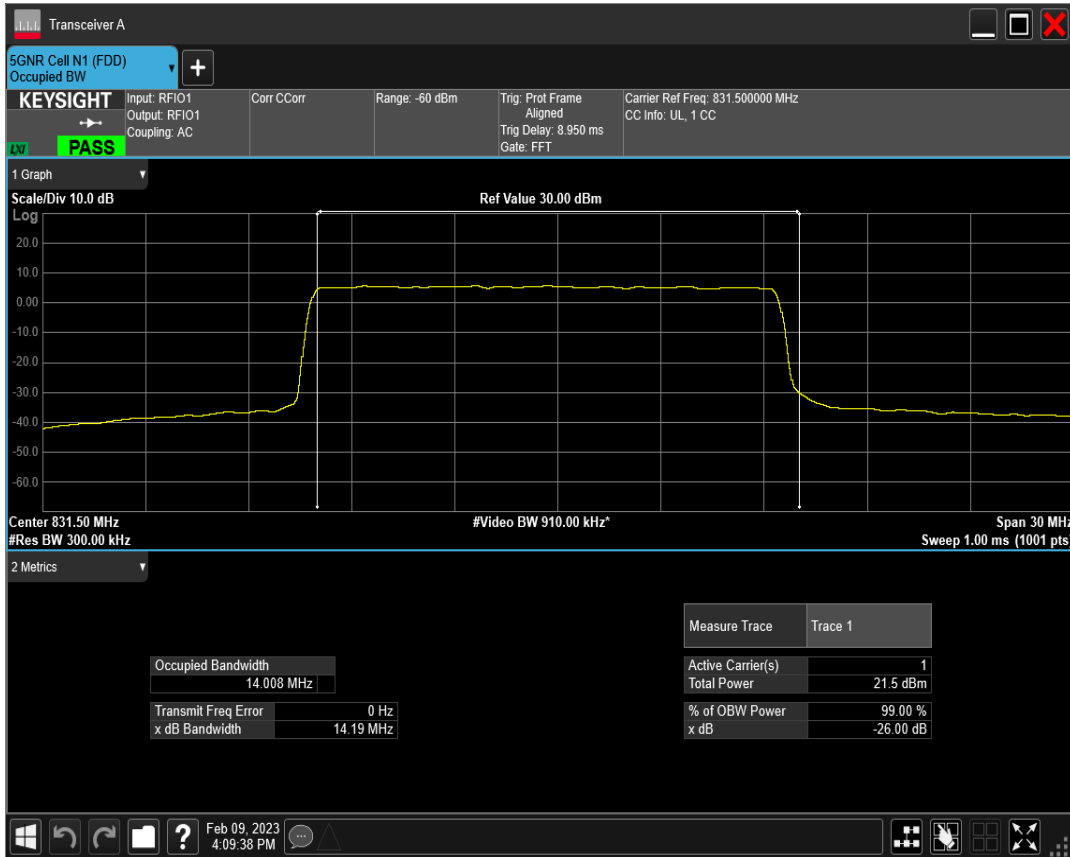 Transceiver A
5GNR Cell N1 (FDD)
Occupied BW
KEYSIGHT
LXI
PASS
Input: RFIO1
Output: RFIO1
Coupling: AC
Corr CCorr
Range: -60 dBm
Trig: Prot Frame
Aligned
Trig Delay: 8.950 ms
Gate: FFT
Carrier Ref Freq: 831.500000 MHz
CC Info: UL, 1 CC
1 Graph
Scale/Div 10.0 dB
Ref Value 30.00 dBm
Log
20.0
10.0
0.00
-10.0
-20.0
-30.0
-40.0
-50.0
-60.0
Center 831.50 MHz
#Video BW 910.00 kHz*
Span 30 MHz
#Res BW 300.00 kHz
Sweep 1.00 ms (1001 pts)
2 Metrics
Measure Trace Trace 1
Occupied Bandwidth
14.008 MHz
Active Carrier(s) 1
Total Power 21.5 dBm
Transmit Freq Error 0 Hz
x dB Bandwidth 14.19 MHz
% of OBW Power 99.00 %
x dB -26.00 dB
Feb 09, 2023
4:09:38 PM